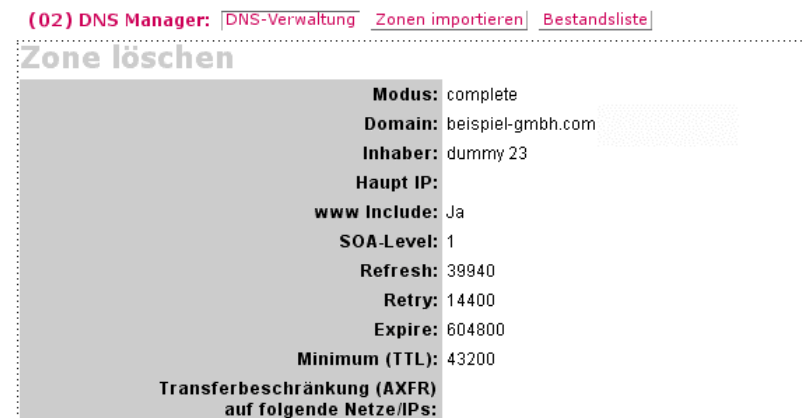 (02) DNS Manager: DNS-Verwaltung Zonen importieren Bestandsliste
Zone löschen
Modus: complete
Domain: beispiel-gmbh.com
Inhaber: dummy 23
Haupt IP:
www Include: Ja
SOA-Level: 1
Refresh: 39940
Retry: 14400
Expire: 604800
Minimum (TTL): 43200
Transferbeschränkung (AXFR)
auf folgende Netze/IPs: